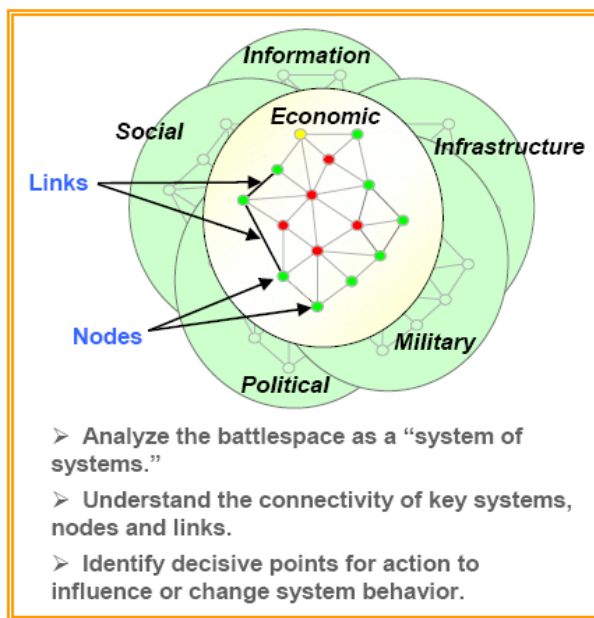 Information
Economic
Social
Infrastructure
Links
Nodes
Military
Political
➢ Analyze the battlespace as a “system of
systems.”
➢ Understand the connectivity of key systems,
nodes and links.
➢ Identify decisive points for action to
influence or change system behavior.